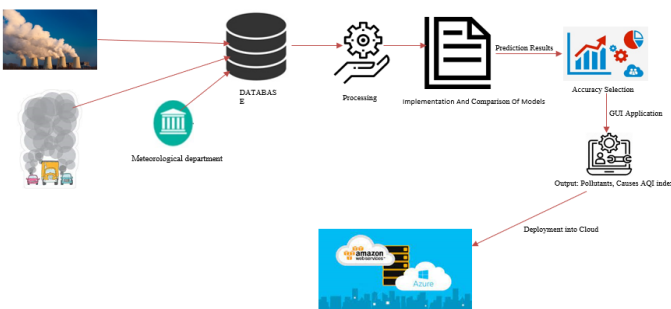 DATABAS
E
Processing
Implementation And Comparison Of Models
Prediction Results
Accuracy Selection
GUI Application
Meteorological department
Output: Pollutants, Causes AQI index
Deployment into Cloud
amazon
webservices
Azure